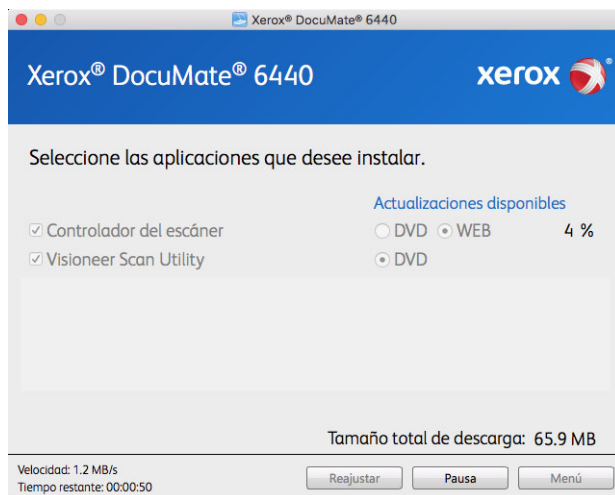 Xerox® DocuMate® 6440
Xerox® DocuMate® 6440
xerox®
Seleccione las aplicaciones que desee instalar.
Actualizaciones disponibles
Controlador del escáner DVD WEB 4 %
Visioneer Scan Utility DVD
Tamaño total de descarga: 65.9 MB
Velocidad: 1.2 MB/s
Tiempo restante: 00:00:50
Reajustar Pausa Menú